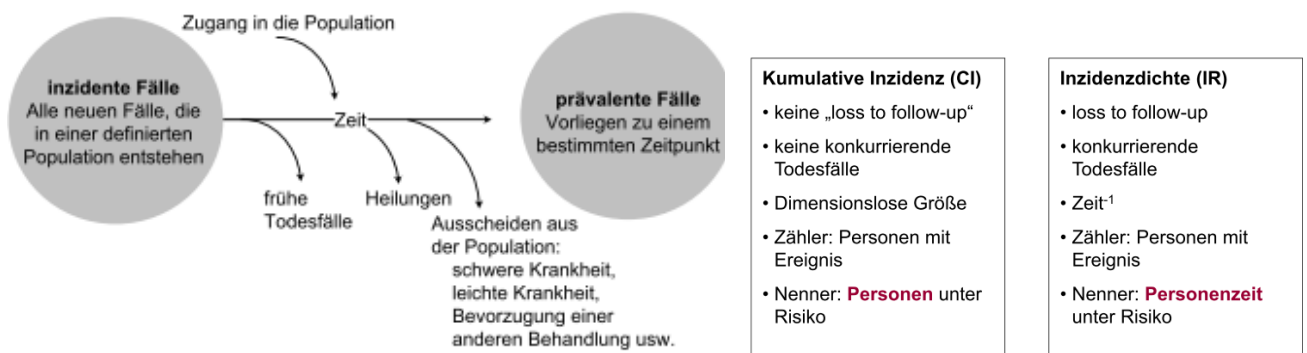 Zugang in die Population
inzidente Fälle
Alle neuen Fälle, die
in einer definierten
Population entstehen
Zeit
prävalente Fälle
Vorliegen zu einem
bestimmten Zeitpunkt
frühe
Todesfälle
Heilungen
Ausscheiden aus
der Population:
schwere Krankheit,
leichte Krankheit,
Bevorzugung einer
anderen Behandlung usw.
Kumulative Inzidenz (CI)
• keine „loss to follow-up“
• keine konkurrierende
Todesfälle
• Dimensionslose Größe
• Zähler: Personen mit
Ereignis
• Nenner: Personen unter
Risiko
Inzidenzdichte (IR)
• loss to follow-up
• konkurrierende
Todesfälle
• Zeit⁻¹
• Zähler: Personen mit
Ereignis
• Nenner: Personenzeit
unter Risiko